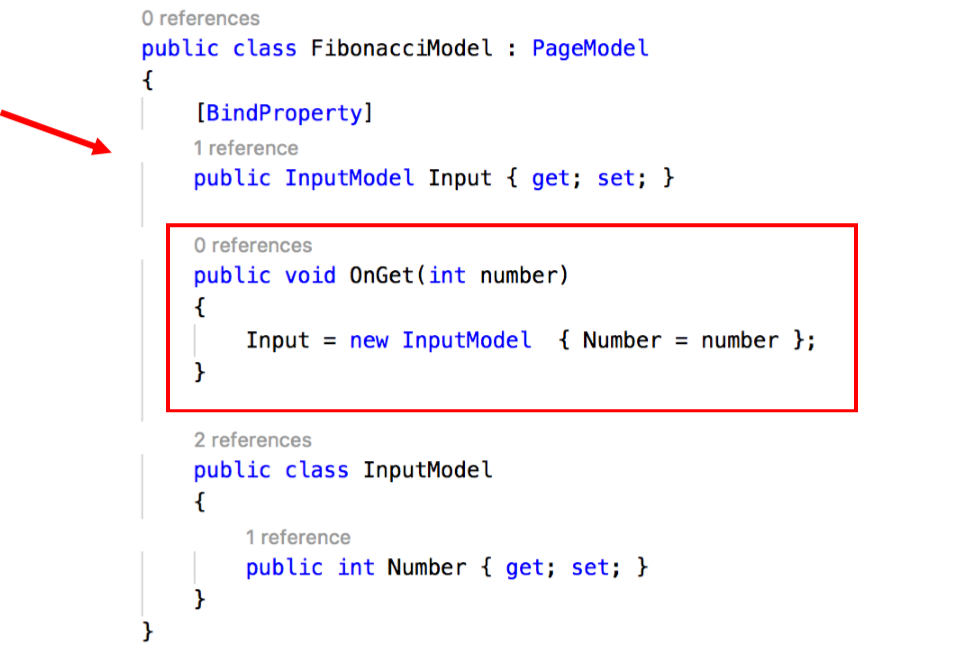 0 references
public class FibonacciModel : PageModel
{
[BindProperty]
1 reference
public InputModel Input { get; set; }
0 references
public void OnGet(int number)
{
Input = new InputModel  { Number = number };
}
2 references
public class InputModel
{
1 reference
public int Number { get; set; }
}
}